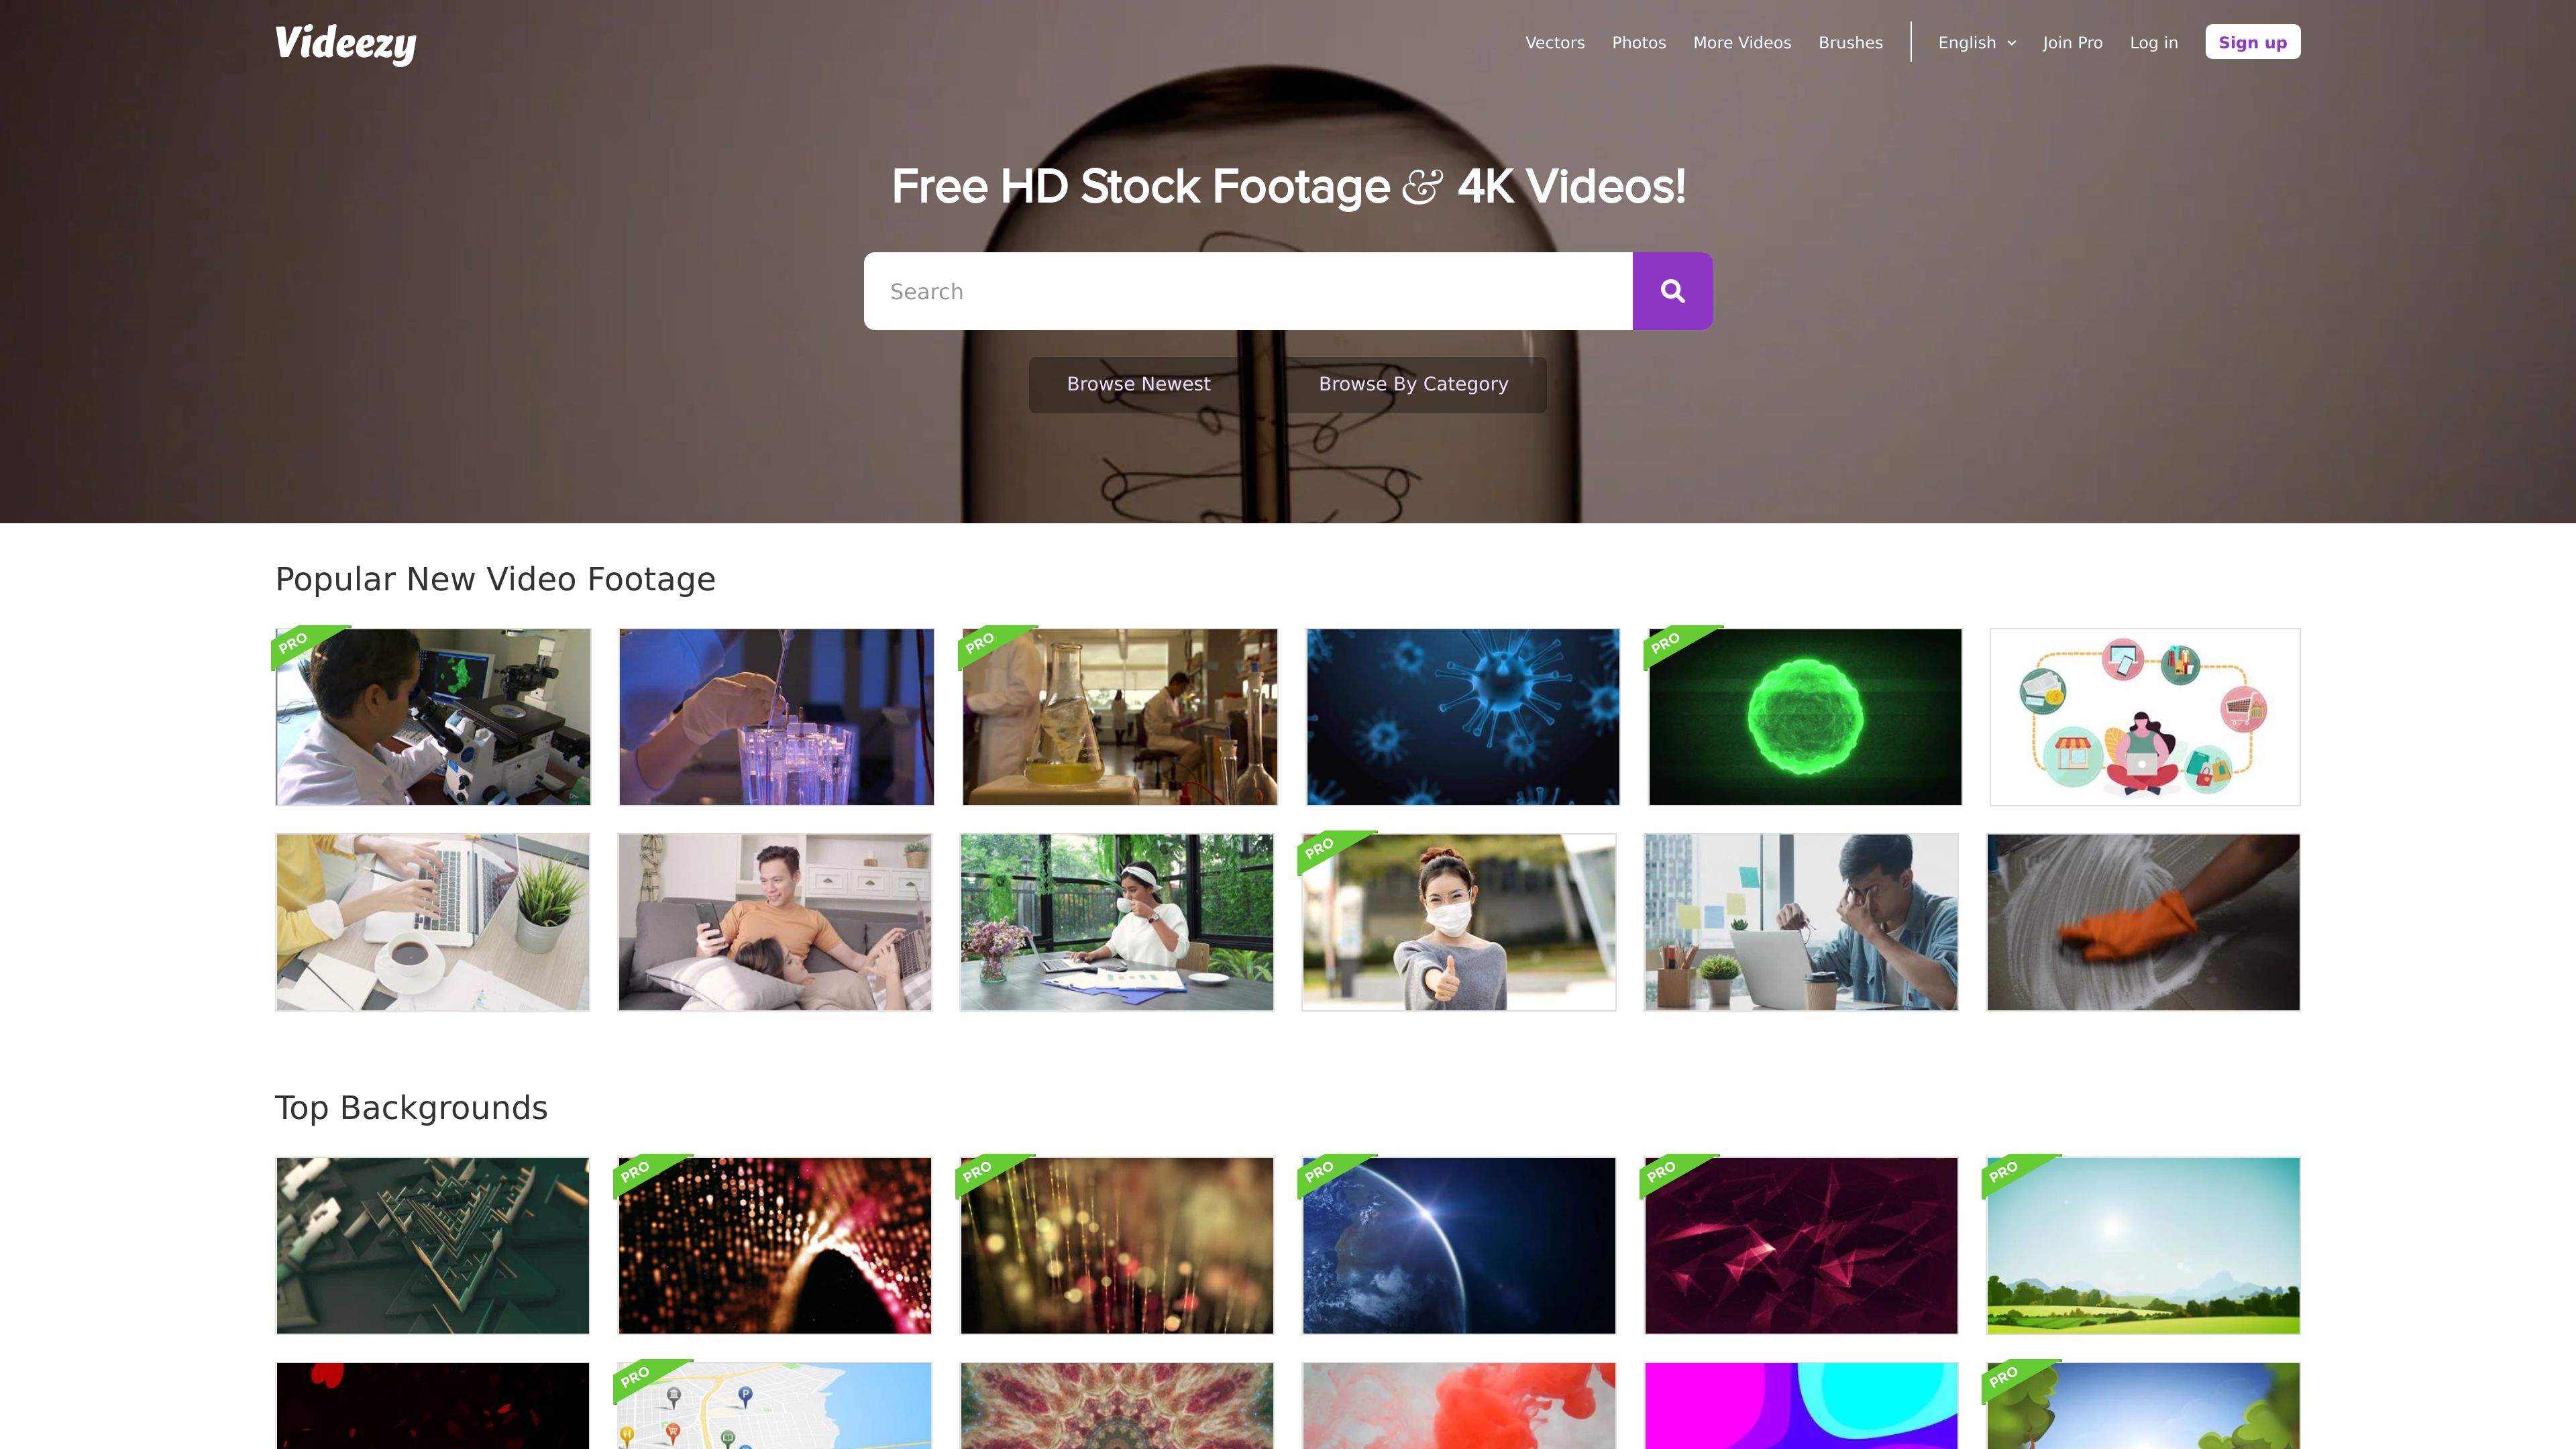 Videezy
Vectors Photos More Videos Brushes English Join Pro Log in Sign up
Free HD Stock Footage & 4K Videos!
Search
Browse Newest Browse By Category
Popular New Video Footage
PRO PRO PRO
PRO
Top Backgrounds
PRO PRO PRO PRO PRO
PRO PRO
P